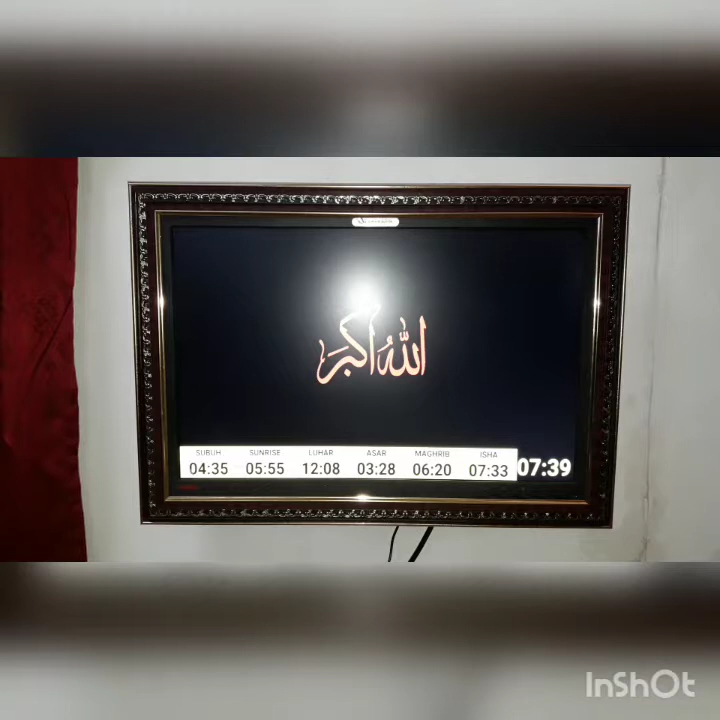 الله أكبر
SUBUH SUNRISE LUHAR ASAR MAGHRIB ISHA
04:35 05:55 12:08 03:28 06:20 07:33 07:39
InShOt